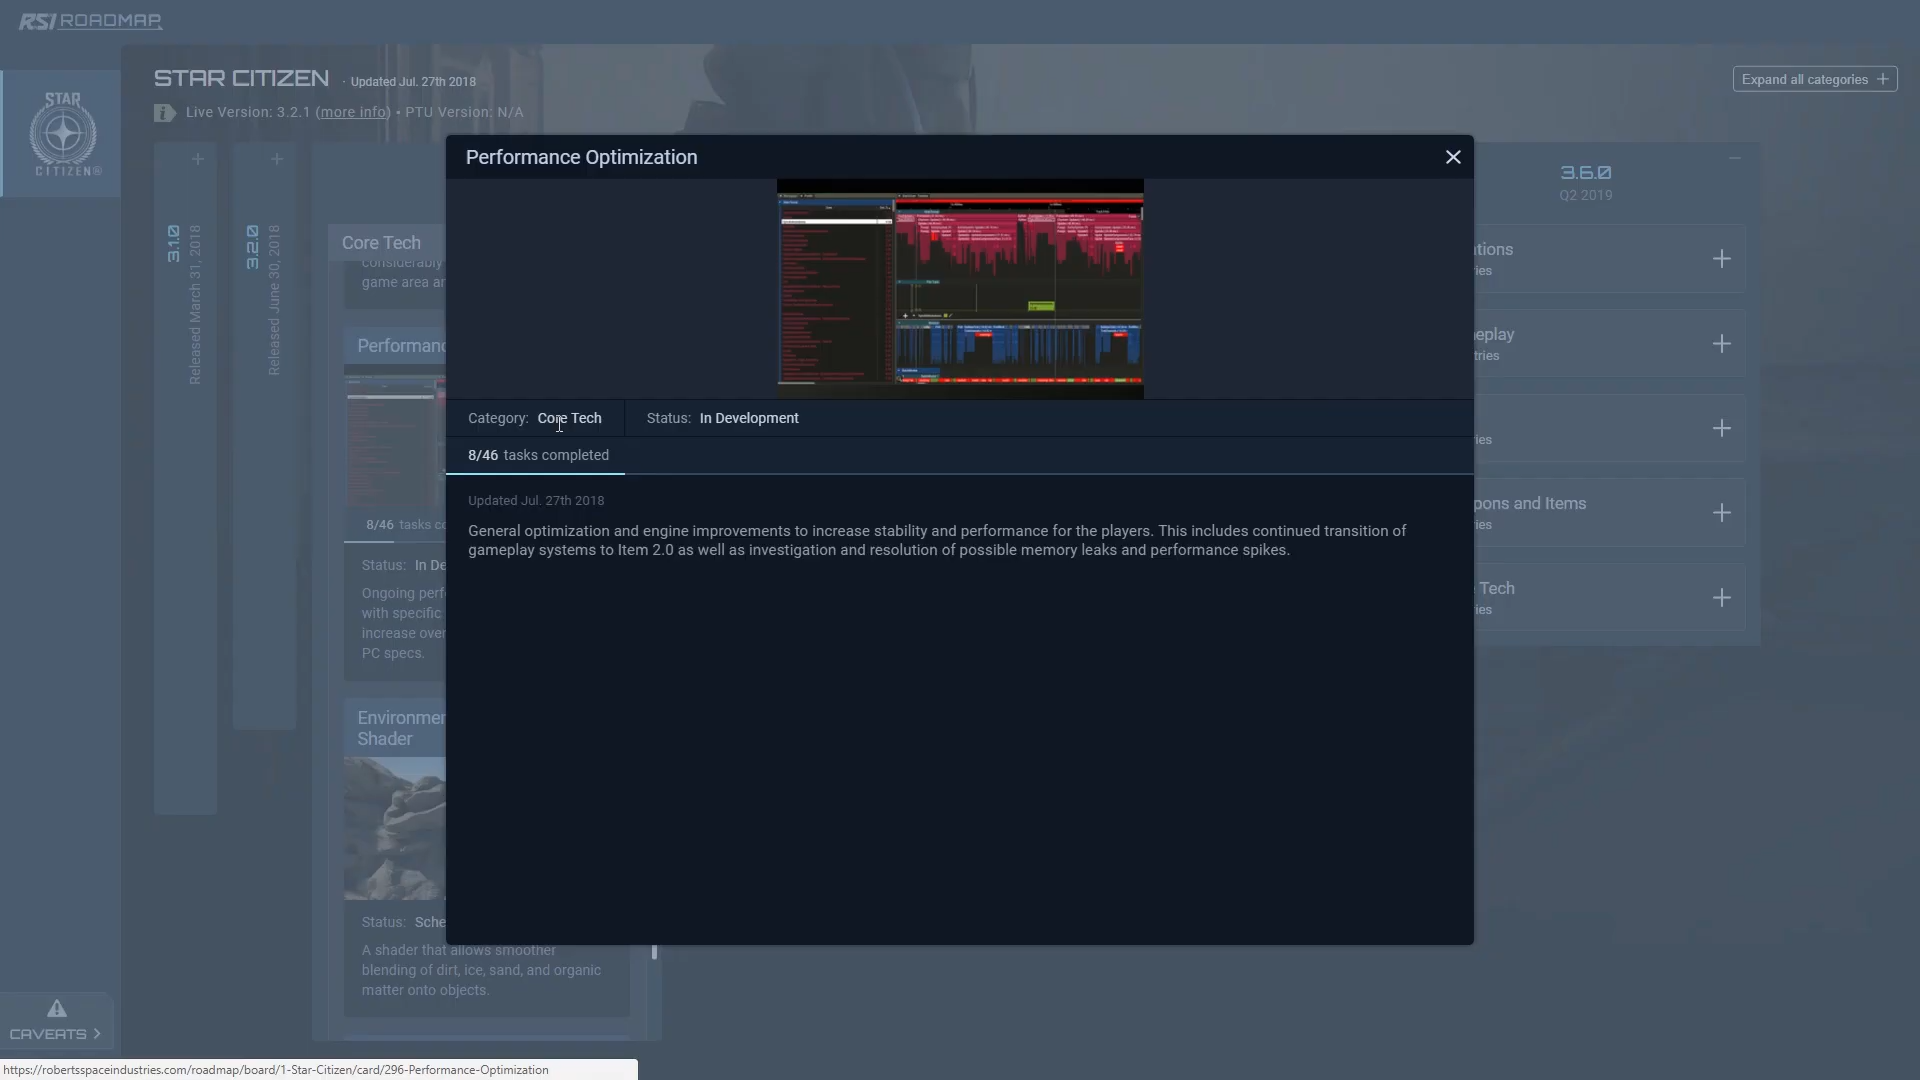 RSI ROADMAP
STAR CITIZEN
· Updated Jul. 27th 2018
Expand all categories +
Live Version: 3.2.1 (more info) • PTU Version: N/A
STAR
CITIZEN®
Performance Optimization
3.1.0
Released March 31, 2018
3.2.0
Released June 30, 2018
3.6.0
Q2 2019
Core Tech
considerably
game area ar
Performanc
8/46 tasks co
Status: In De
Ongoing perf
with specific
increase over
PC specs.
Environmer
Shader
Status: Sche
A shader that allows smoother
blending of dirt, ice, sand, and organic
matter onto objects.
Category: Core Tech
Status: In Development
8/46 tasks completed
Updated Jul. 27th 2018
General optimization and engine improvements to increase stability and performance for the players. This includes continued transition of
gameplay systems to Item 2.0 as well as investigation and resolution of possible memory leaks and performance spikes.
tions
ies
eplay
tries
ies
pons and Items
ies
Tech
ies
CAVEATS >
https://robertsspaceindustries.com/roadmap/board/1-Star-Citizen/card/296-Performance-Optimization